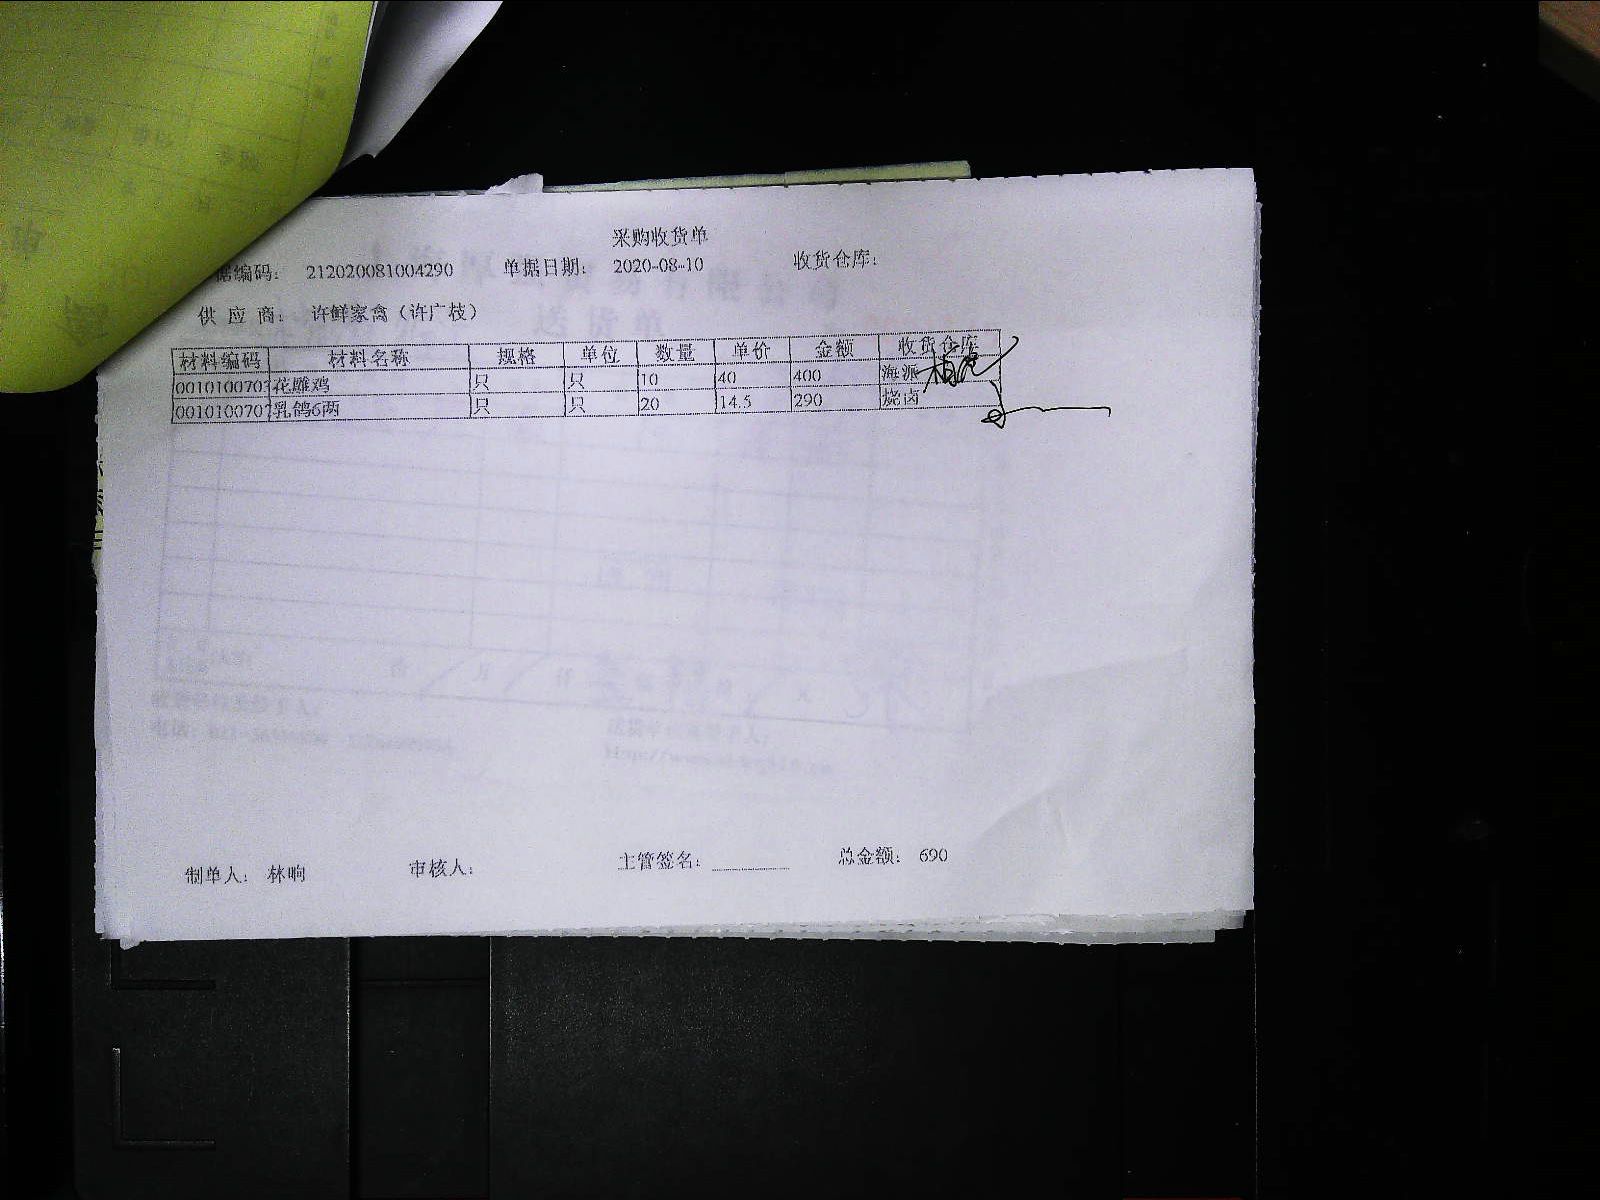 采购收货单
据编码： 212020081004290 单据日期： 2020-08-10 收货仓库：
供 应 商： 许鲜家禽（许广枝）
材料编码 材料名称 规格 单位 数量 单价 金额 收货仓库
0010100703 花雕鸡 只 只 10 40 400 海派
0010100707 乳鸽6两 只 只 20 14.5 290 烧卤
制单人： 林晌 审核人： 主管签名： 总金额： 690